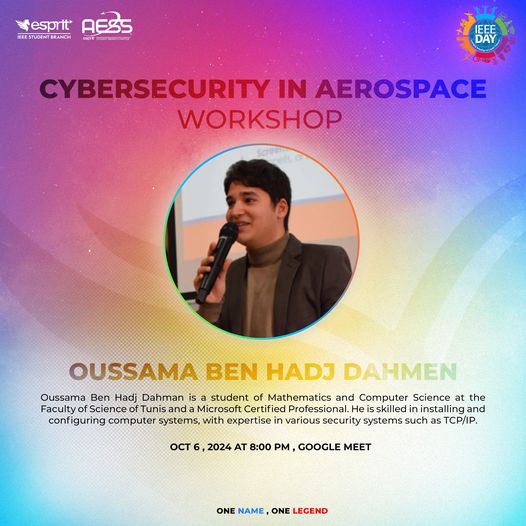 esprit
IEEE STUDENT BRANCH
AESS
esprit
IEEE
DAY
CYBERSECURITY IN AEROSPACE
WORKSHOP
OUSSAMA BEN HADJ DAHMEN
Oussama Ben Hadj Dahman is a student of Mathematics and Computer Science at the
Faculty of Science of Tunis and a Microsoft Certified Professional. He is skilled in installing and
configuring computer systems, with expertise in various security systems such as TCP/IP.
OCT 6 , 2024 AT 8:00 PM , GOOGLE MEET
ONE NAME , ONE LEGEND